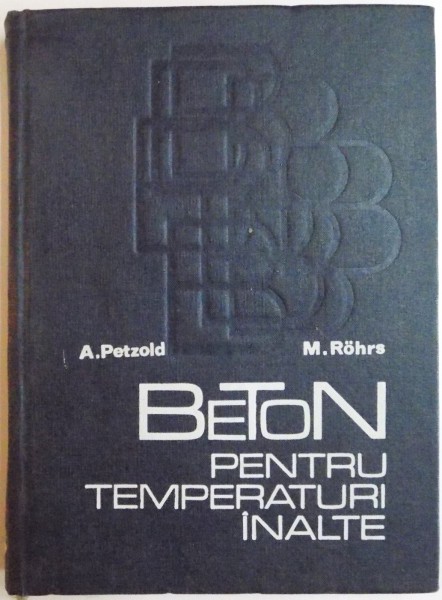 A.Petzold M.Röhrs
BEToN
PENTRU
TEMPERATURI
ÎNALTE